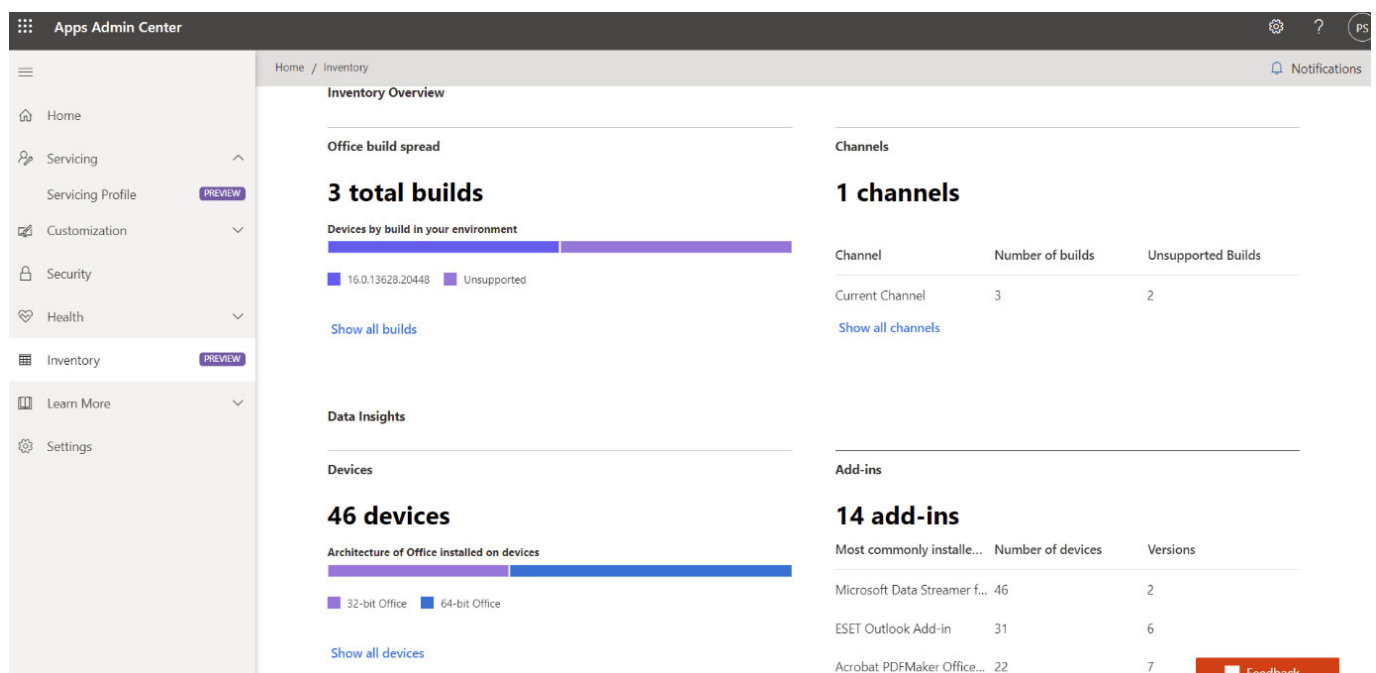 Apps Admin Center
? PS
Home / Inventory
Notifications
Home
Servicing
Servicing Profile PREVIEW
Customization
Security
Health
Inventory PREVIEW
Learn More
Settings
Inventory Overview
Office build spread
3 total builds
Devices by build in your environment
16.0.13628.20448 Unsupported
Show all builds
Channels
1 channels
Channel Number of builds Unsupported Builds
Current Channel 3 2
Show all channels
Data Insights
Devices
46 devices
Architecture of Office installed on devices
32-bit Office 64-bit Office
Show all devices
Add-ins
14 add-ins
Most commonly installe... Number of devices Versions
Microsoft Data Streamer f... 46 2
ESET Outlook Add-in 31 6
Acrobat PDFMaker Office... 22 7
Feedback